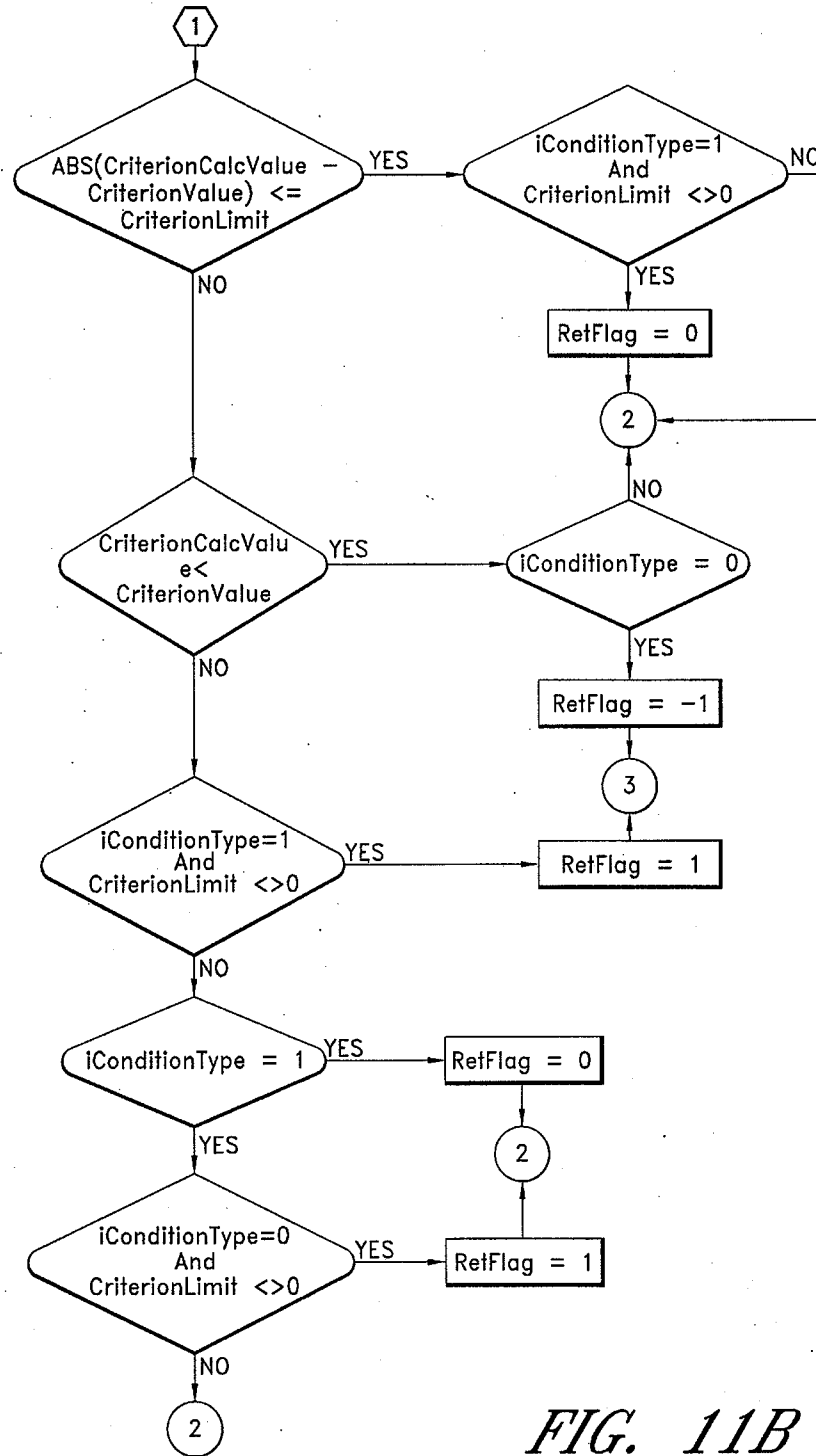 1
ABS(CriterionCalcValue –
CriterionValue) <=
CriterionLimit
YES
iConditionType=1
And
CriterionLimit <>0
NO
NO
YES
RetFlag = 0
2
NO
CriterionCalcValu
e<
CriterionValue
YES
iConditionType = 0
NO
YES
RetFlag = -1
3
iConditionType=1
And
CriterionLimit <>0
YES
RetFlag = 1
NO
iConditionType = 1
YES
RetFlag = 0
YES
2
iConditionType=0
And
CriterionLimit <>0
YES
RetFlag = 1
NO
2
FIG. 11B